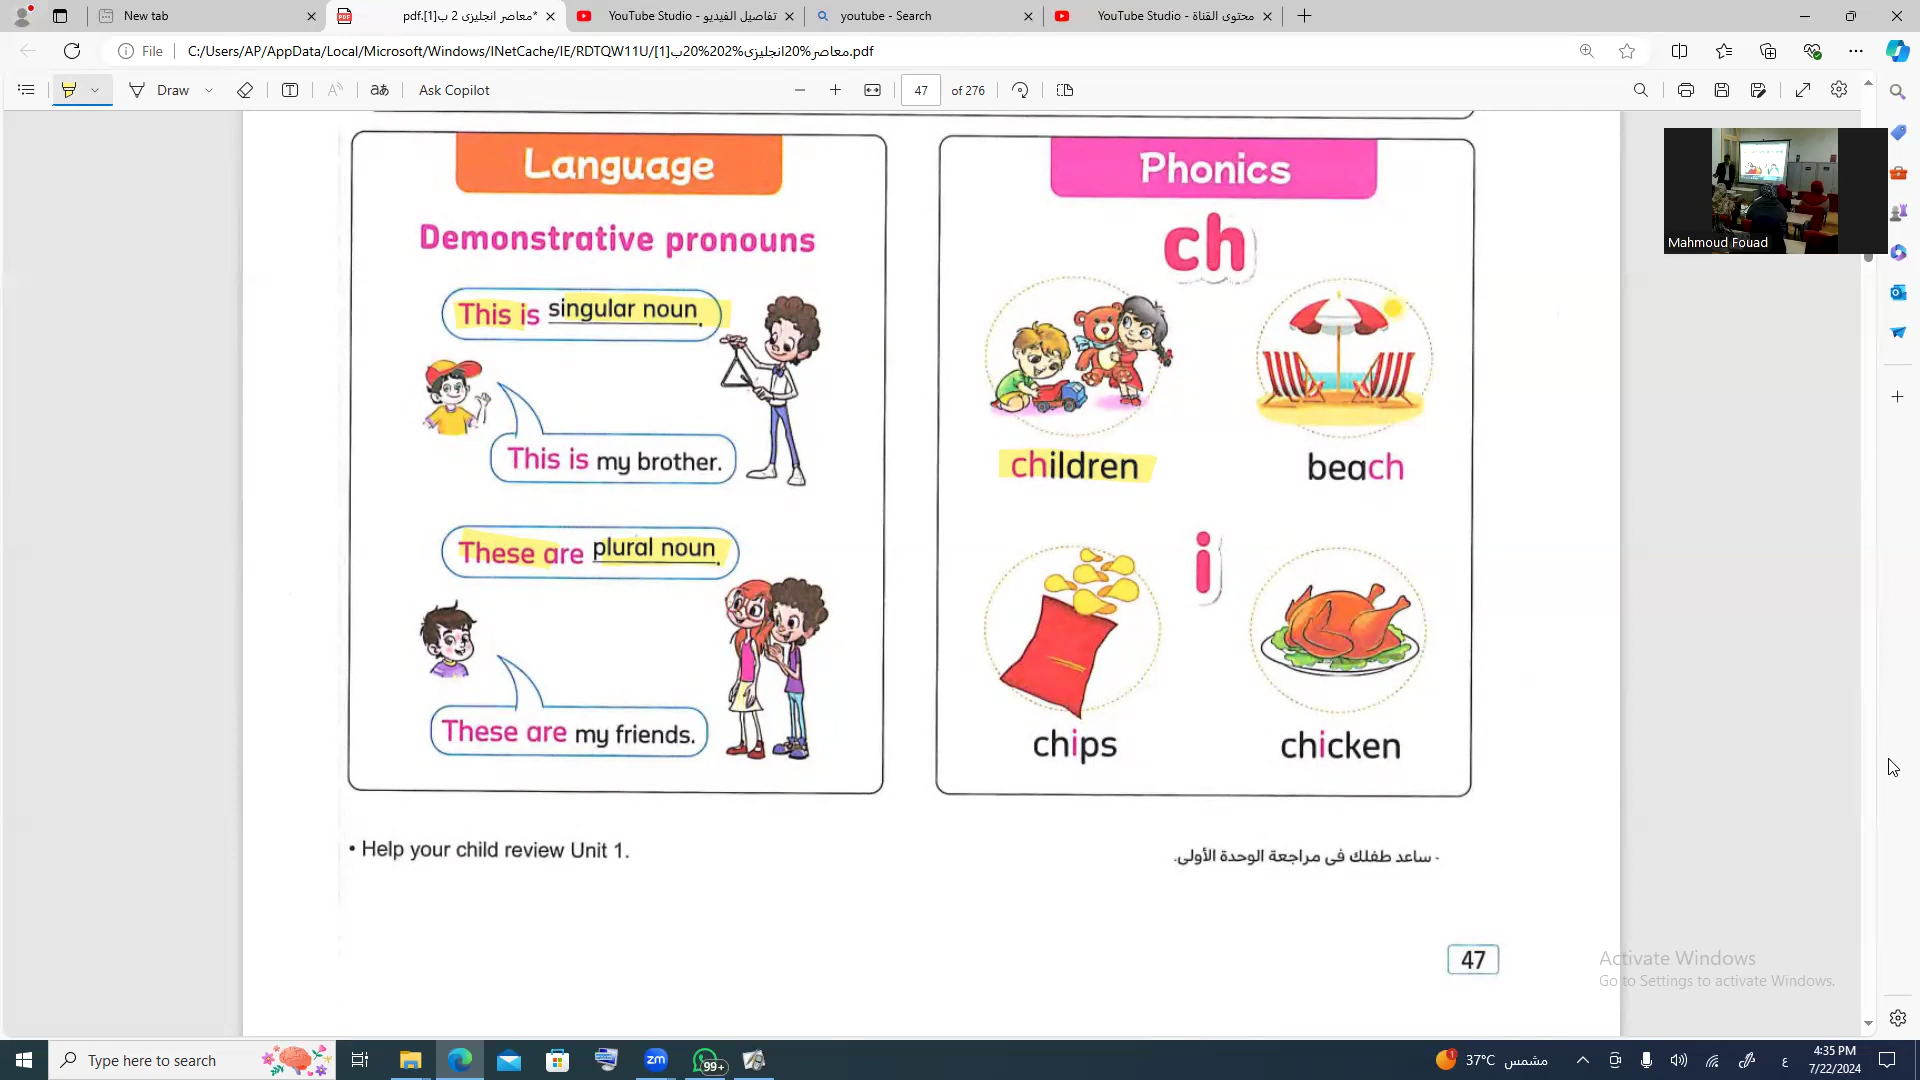 New tab
*معاصر انجليزى 2 ب[1].pdf
YouTube Studio - تفاصيل الفيديو
youtube - Search
YouTube Studio - محتوى القناة
File
C:/Users/AP/AppData/Local/Microsoft/Windows/INetCache/IE/RDTQW11U/معاصر%20انجليزى%202%20ب[1].pdf
Draw
Ask Copilot
47 of 276
Language
Demonstrative pronouns
This is singular noun.
This is my brother.
These are plural noun.
These are my friends.
Phonics
ch
children
beach
i
chips
chicken
Mahmoud Fouad
• Help your child review Unit 1.
- ساعد طفلك فى مراجعة الوحدة الأولى.
47
Activate Windows
Go to Settings to activate Windows.
Type here to search
zm
99+
1
37°C مشمس
ع
4:35 PM
7/22/2024